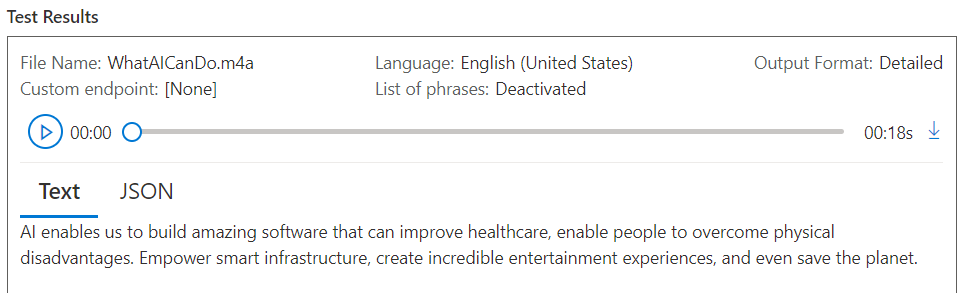 Test Results
File Name: WhatAICanDo.m4a Language: English (United States) Output Format: Detailed
Custom endpoint: [None] List of phrases: Deactivated
00:00 00:18s
Text JSON
AI enables us to build amazing software that can improve healthcare, enable people to overcome physical
disadvantages. Empower smart infrastructure, create incredible entertainment experiences, and even save the planet.